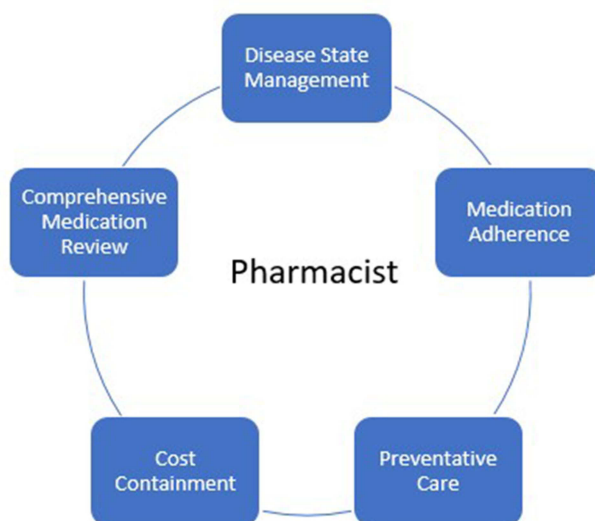 Disease State
Management
Medication
Adherence
Preventative
Care
Cost
Containment
Comprehensive
Medication
Review
Pharmacist